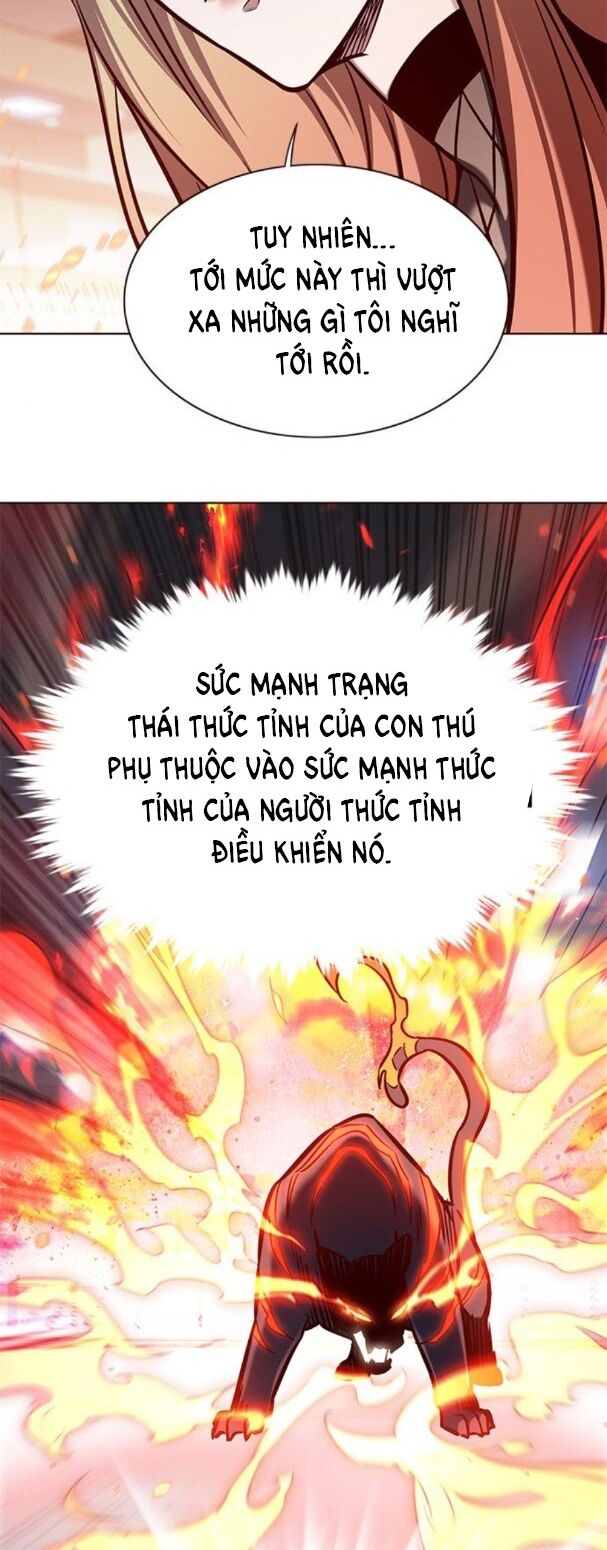 TUY NHIÊN...
TỚI MỨC NÀY THÌ VƯỢT
XA NHỮNG GÌ TÔI NGHĨ
TỚI RỒI.
SỨC MẠNH TRẠNG
THÁI THỨC TỈNH CỦA CON THÚ
PHỤ THUỘC VÀO SỨC MẠNH THỨC
TỈNH CỦA NGƯỜI THỨC TỈNH
ĐIỀU KHIỂN NÓ.